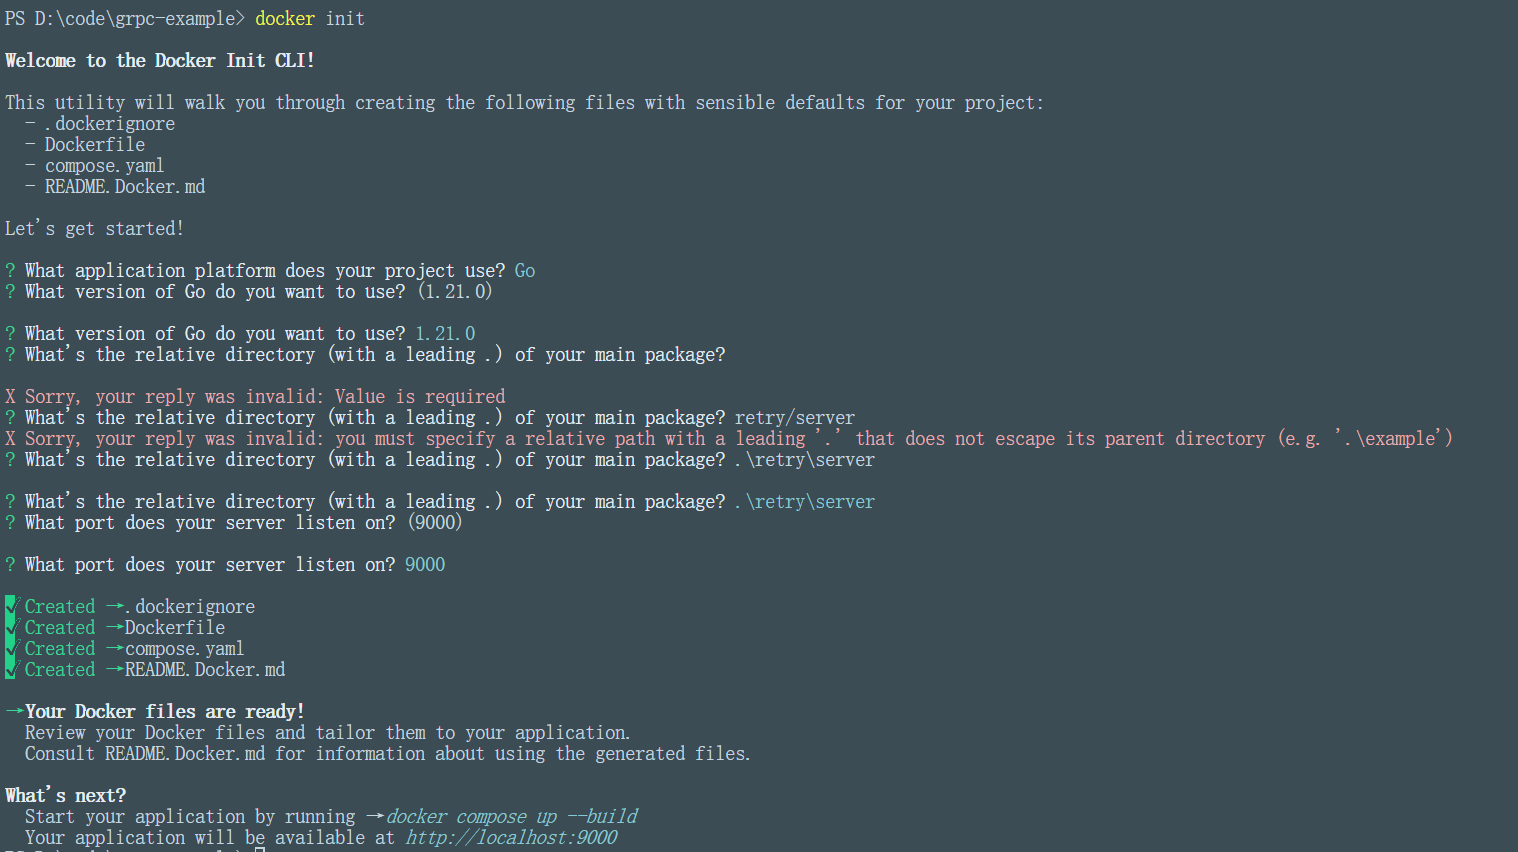 PS D:\code\grpc-example> docker init
Welcome to the Docker Init CLI!
This utility will walk you through creating the following files with sensible defaults for your project:
- .dockerignore
- Dockerfile
- compose.yaml
- README.Docker.md
Let's get started!
? What application platform does your project use? Go
? What version of Go do you want to use? (1.21.0)
? What version of Go do you want to use? 1.21.0
? What's the relative directory (with a leading .) of your main package?
X Sorry, your reply was invalid: Value is required
? What's the relative directory (with a leading .) of your main package? retry/server
X Sorry, your reply was invalid: you must specify a relative path with a leading '.' that does not escape its parent directory (e.g. '.\example')
? What's the relative directory (with a leading .) of your main package? .\retry\server
? What's the relative directory (with a leading .) of your main package? .\retry\server
? What port does your server listen on? (9000)
? What port does your server listen on? 9000
✓ Created →.dockerignore
✓ Created →Dockerfile
✓ Created →compose.yaml
✓ Created →README.Docker.md
→Your Docker files are ready!
Review your Docker files and tailor them to your application.
Consult README.Docker.md for information about using the generated files.
What's next?
Start your application by running →docker compose up --build
Your application will be available at http://localhost:9000